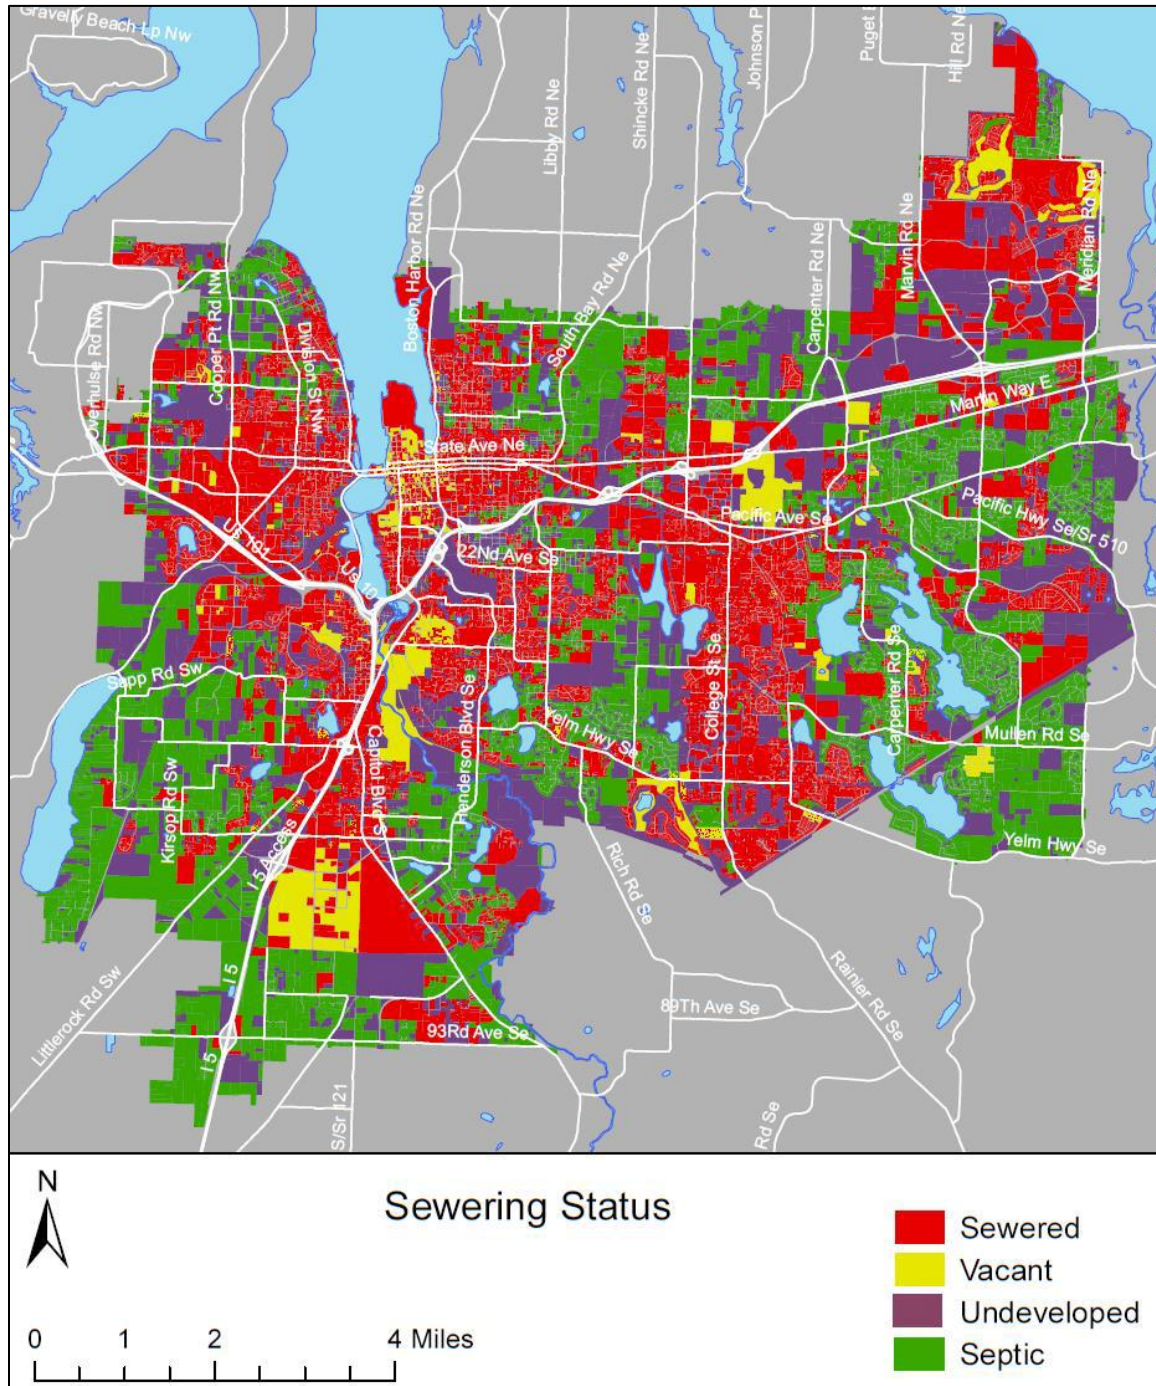 Gravelly Beach Lp Nw
Libby Rd Ne
Shincke Rd Ne
Johnson P
Puget B
Hill Rd Ne
Boston Harbor Rd Ne
South Bay Rd Ne
Carpenter Rd Ne
Marvin Rd Ne
Meridian Rd Ne
Overhulse Rd Nw
Cooper Pt Rd Nw
Division St Nw
State Ave Ne
Martin Way E
Pacific Ave Se
Pacific Hwy Se/Sr 510
Us 101
Us 10
22Nd Ave Se
Sapp Rd Sw
Kirsop Rd Sw
Capitol Blvd S
Henderson Blvd Se
Yelm Hwy Se
College St Se
Carpenter Rd Se
Mullen Rd Se
Yelm Hwy Se
I 5 Access
Rich Rd Se
Rainier Rd Se
Littlerock Rd Sw
I 5
I 5
89Th Ave Se
93Rd Ave Se
S/Sr 121
Rd Se
N
Sewering Status
Sewered
Vacant
Undeveloped
Septic
0 1 2 4 Miles